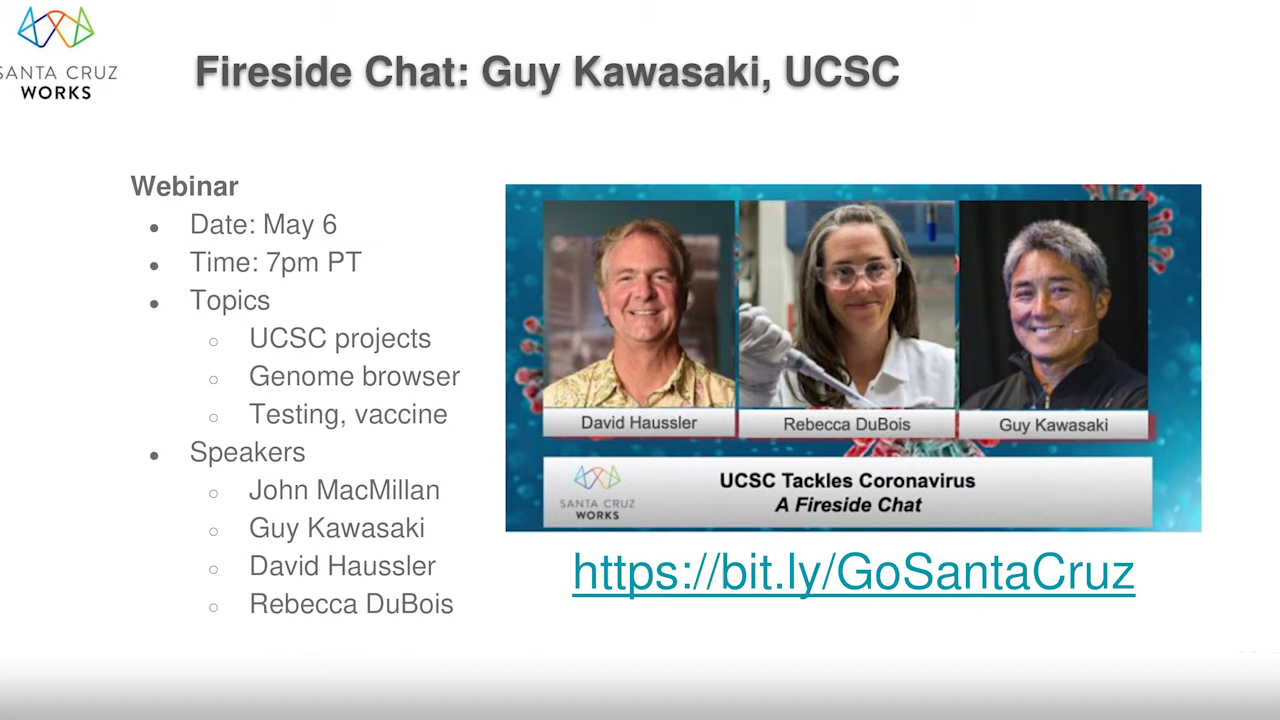 SANTA CRUZ
WORKS
Fireside Chat: Guy Kawasaki, UCSC
Webinar
● Date: May 6
● Time: 7pm PT
● Topics
○ UCSC projects
○ Genome browser
○ Testing, vaccine
● Speakers
○ John MacMillan
○ Guy Kawasaki
○ David Haussler
○ Rebecca DuBois
David Haussler
Rebecca DuBois
Guy Kawasaki
SANTA CRUZ
WORKS
UCSC Tackles Coronavirus
A Fireside Chat
https://bit.ly/GoSantaCruz